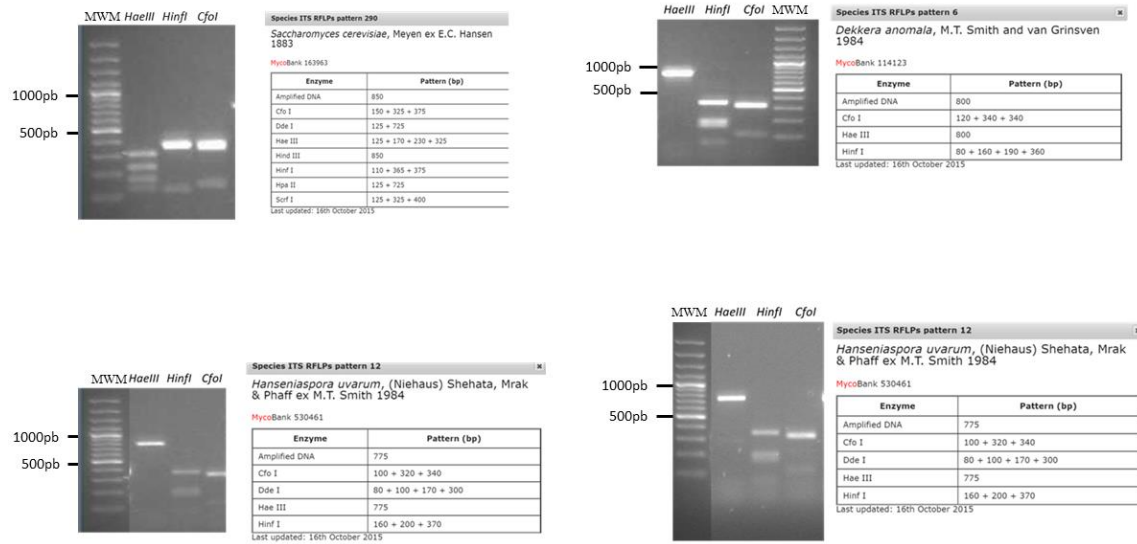 MWM HaeIII HinfI CfoI
1000pb
500pb
Species ITS RFLPs pattern 290
Saccharomyces cerevisiae, Meyen ex E.C. Hansen
1883
MycoBank 163963
Enzyme Pattern (bp)
Amplified DNA 850
Cfo I 150 + 325 + 375
Dde I 125 + 725
Hae III 125 + 170 + 230 + 325
Hind III 850
Hinf I 110 + 365 + 375
Hpa II 125 + 725
Scrf I 125 + 325 + 400
Last updated: 16th October 2015
HaeIII HinfI CfoI MWM
1000pb
500pb
Species ITS RFLPs pattern 6
Dekkera anomala, M.T. Smith and van Grinsven
1984
MycoBank 114123
Enzyme Pattern (bp)
Amplified DNA 800
Cfo I 120 + 340 + 340
Hae III 800
Hinf I 80 + 160 + 190 + 360
Last updated: 16th October 2015
MWM HaeIII HinfI CfoI
1000pb
500pb
Species ITS RFLPs pattern 12
Hanseniaspora uvarum, (Niehaus) Shehata, Mrak
& Phaff ex M.T. Smith 1984
MycoBank 530461
Enzyme Pattern (bp)
Amplified DNA 775
Cfo I 100 + 320 + 340
Dde I 80 + 100 + 170 + 300
Hae III 775
Hinf I 160 + 200 + 370
Last updated: 16th October 2015
MWM HaeIII HinfI CfoI
1000pb
500pb
Species ITS RFLPs pattern 12
Hanseniaspora uvarum, (Niehaus) Shehata, Mrak
& Phaff ex M.T. Smith 1984
MycoBank 530461
Enzyme Pattern (bp)
Amplified DNA 775
Cfo I 100 + 320 + 340
Dde I 80 + 100 + 170 + 300
Hae III 775
Hinf I 160 + 200 + 370
Last updated: 16th October 2015